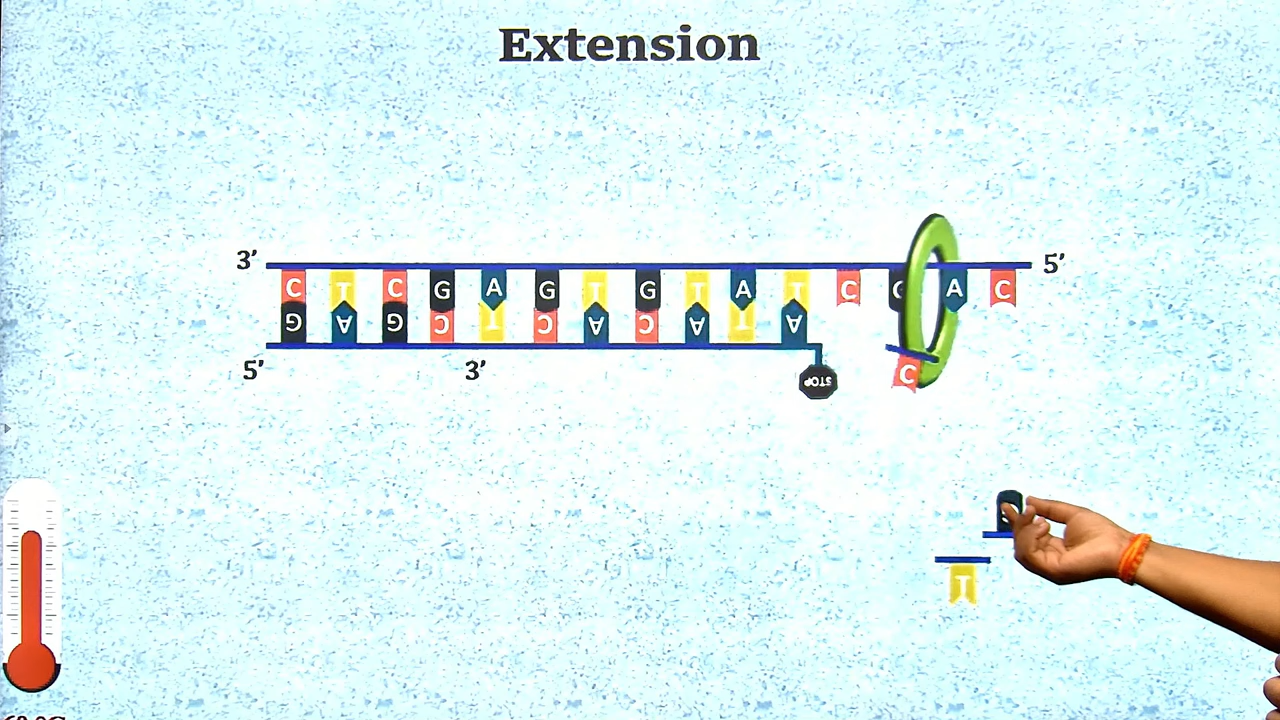 Extension
3’ C T C G A G T G T A T C G A C 5’
G A G C T C A C A T A
5’ 3’ STOP C
T